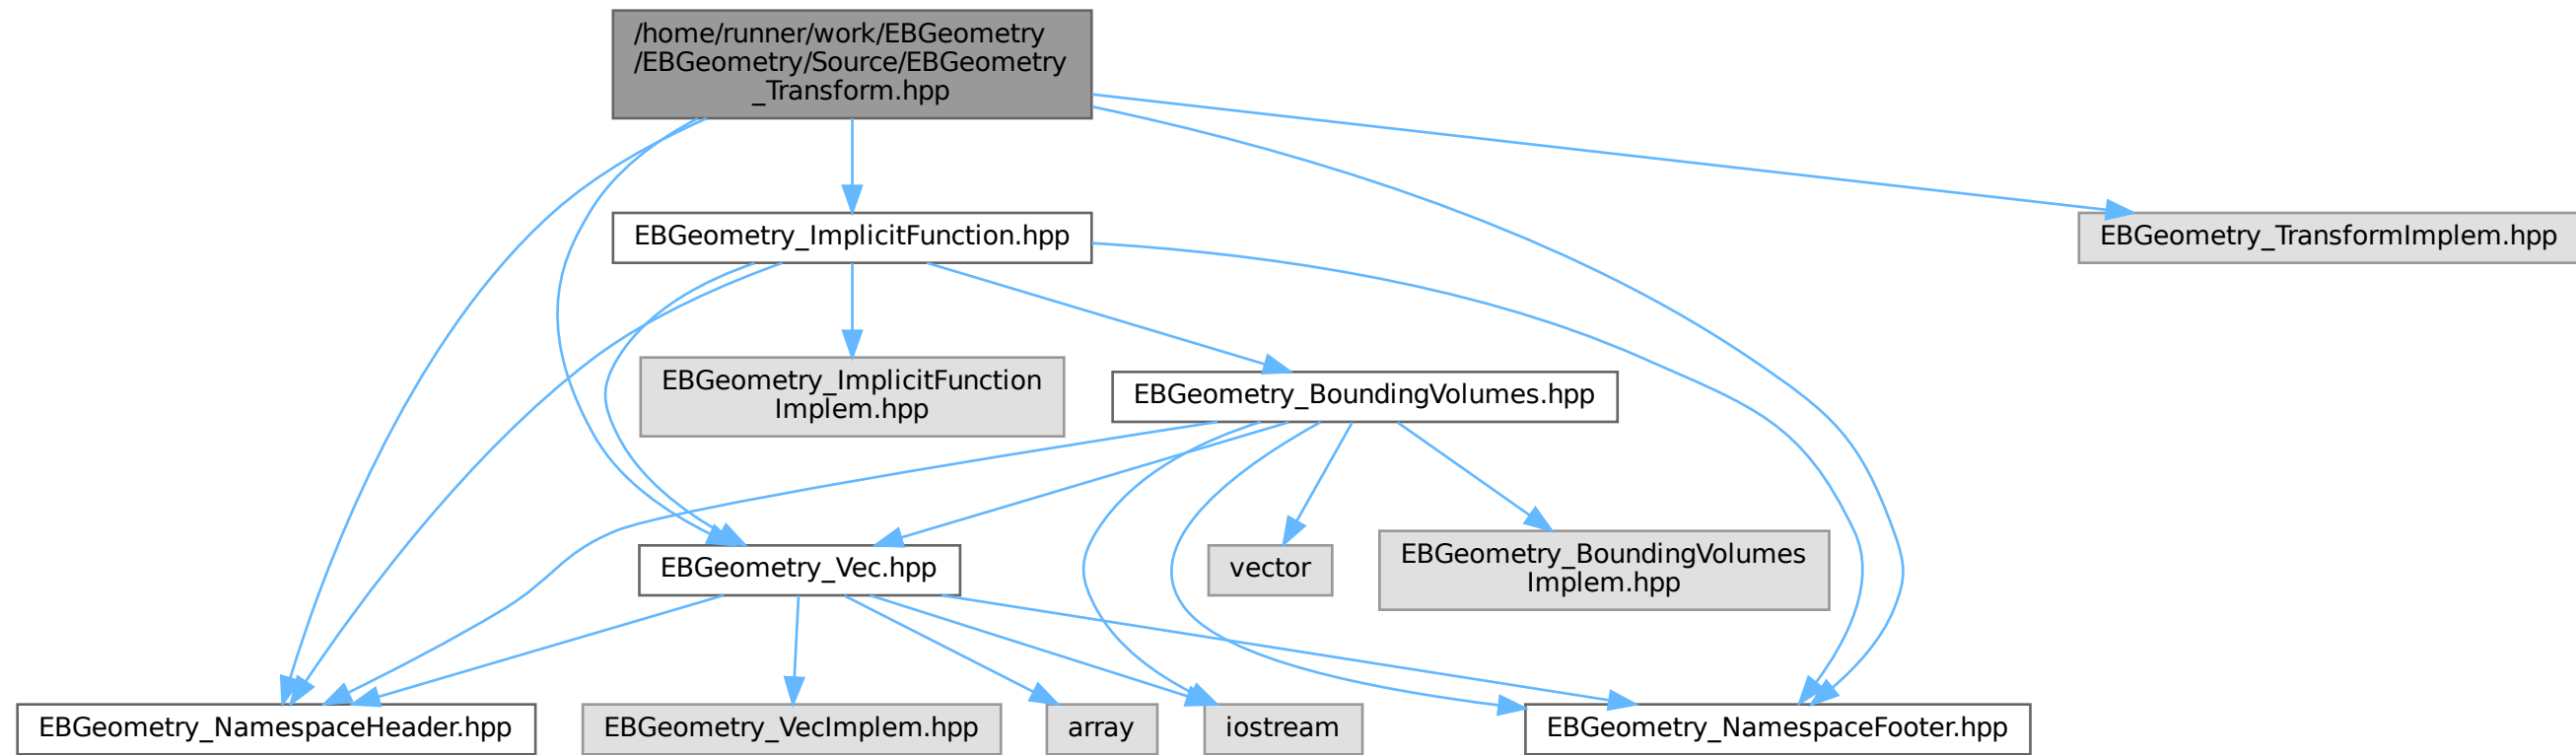 /home/runner/work/EBGeometry
/EBGeometry/Source/EBGeometry
_Transform.hpp
EBGeometry_ImplicitFunction.hpp
EBGeometry_TransformImplem.hpp
EBGeometry_ImplicitFunction
Implem.hpp
EBGeometry_BoundingVolumes.hpp
EBGeometry_Vec.hpp
vector
EBGeometry_BoundingVolumes
Implem.hpp
EBGeometry_NamespaceHeader.hpp
EBGeometry_VecImplem.hpp
array
iostream
EBGeometry_NamespaceFooter.hpp